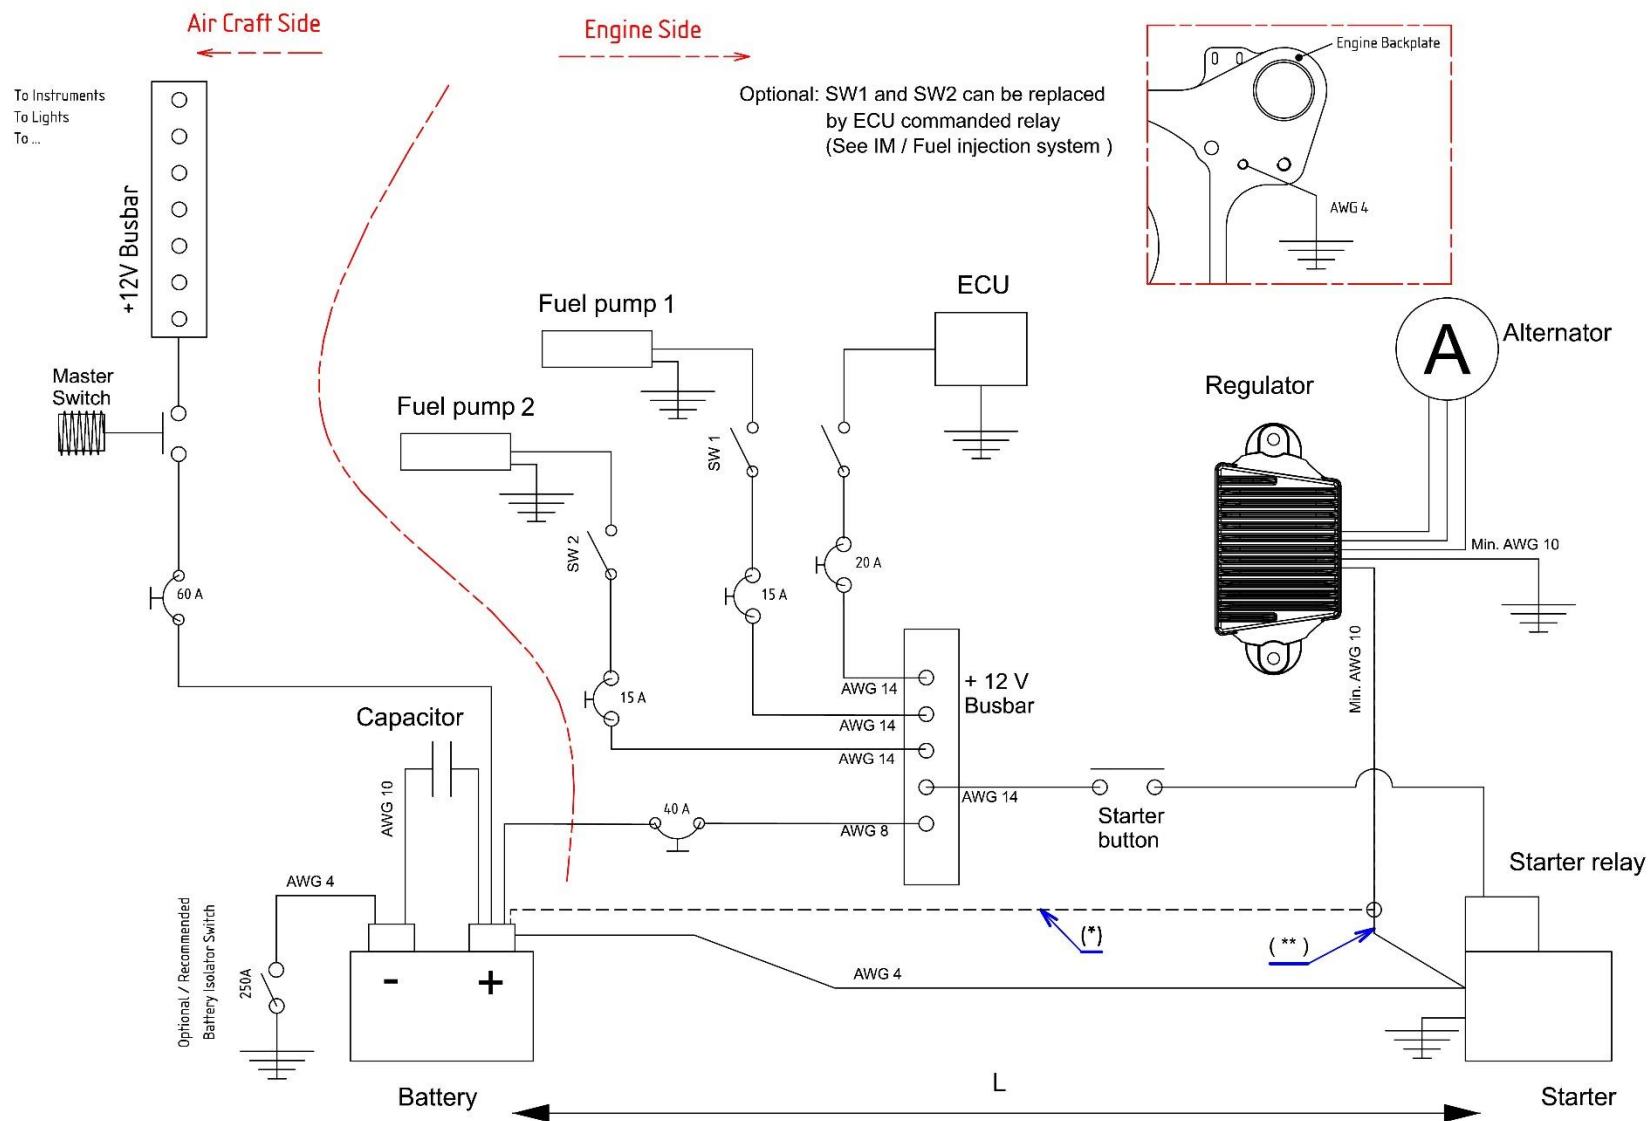 Air Craft Side
Engine Side
To Instruments
To Lights
To ...
+12V Busbar
Optional: SW1 and SW2 can be replaced
by ECU commanded relay
(See IM / Fuel injection system )
Engine Backplate
AWG 4
Master
Switch
60 A
Fuel pump 1
Fuel pump 2
ECU
SW 1
SW 2
15 A
15 A
20 A
Regulator
A
Alternator
Min. AWG 10
Min. AWG 10
AWG 14
AWG 14
AWG 14
AWG 14
AWG 8
+ 12 V
Busbar
Capacitor
AWG 10
40 A
Starter
button
Starter relay
AWG 4
Optional / Recommended
Battery Isolator Switch
250A
-
+
Battery
(*)
( ** )
AWG 4
L
Starter